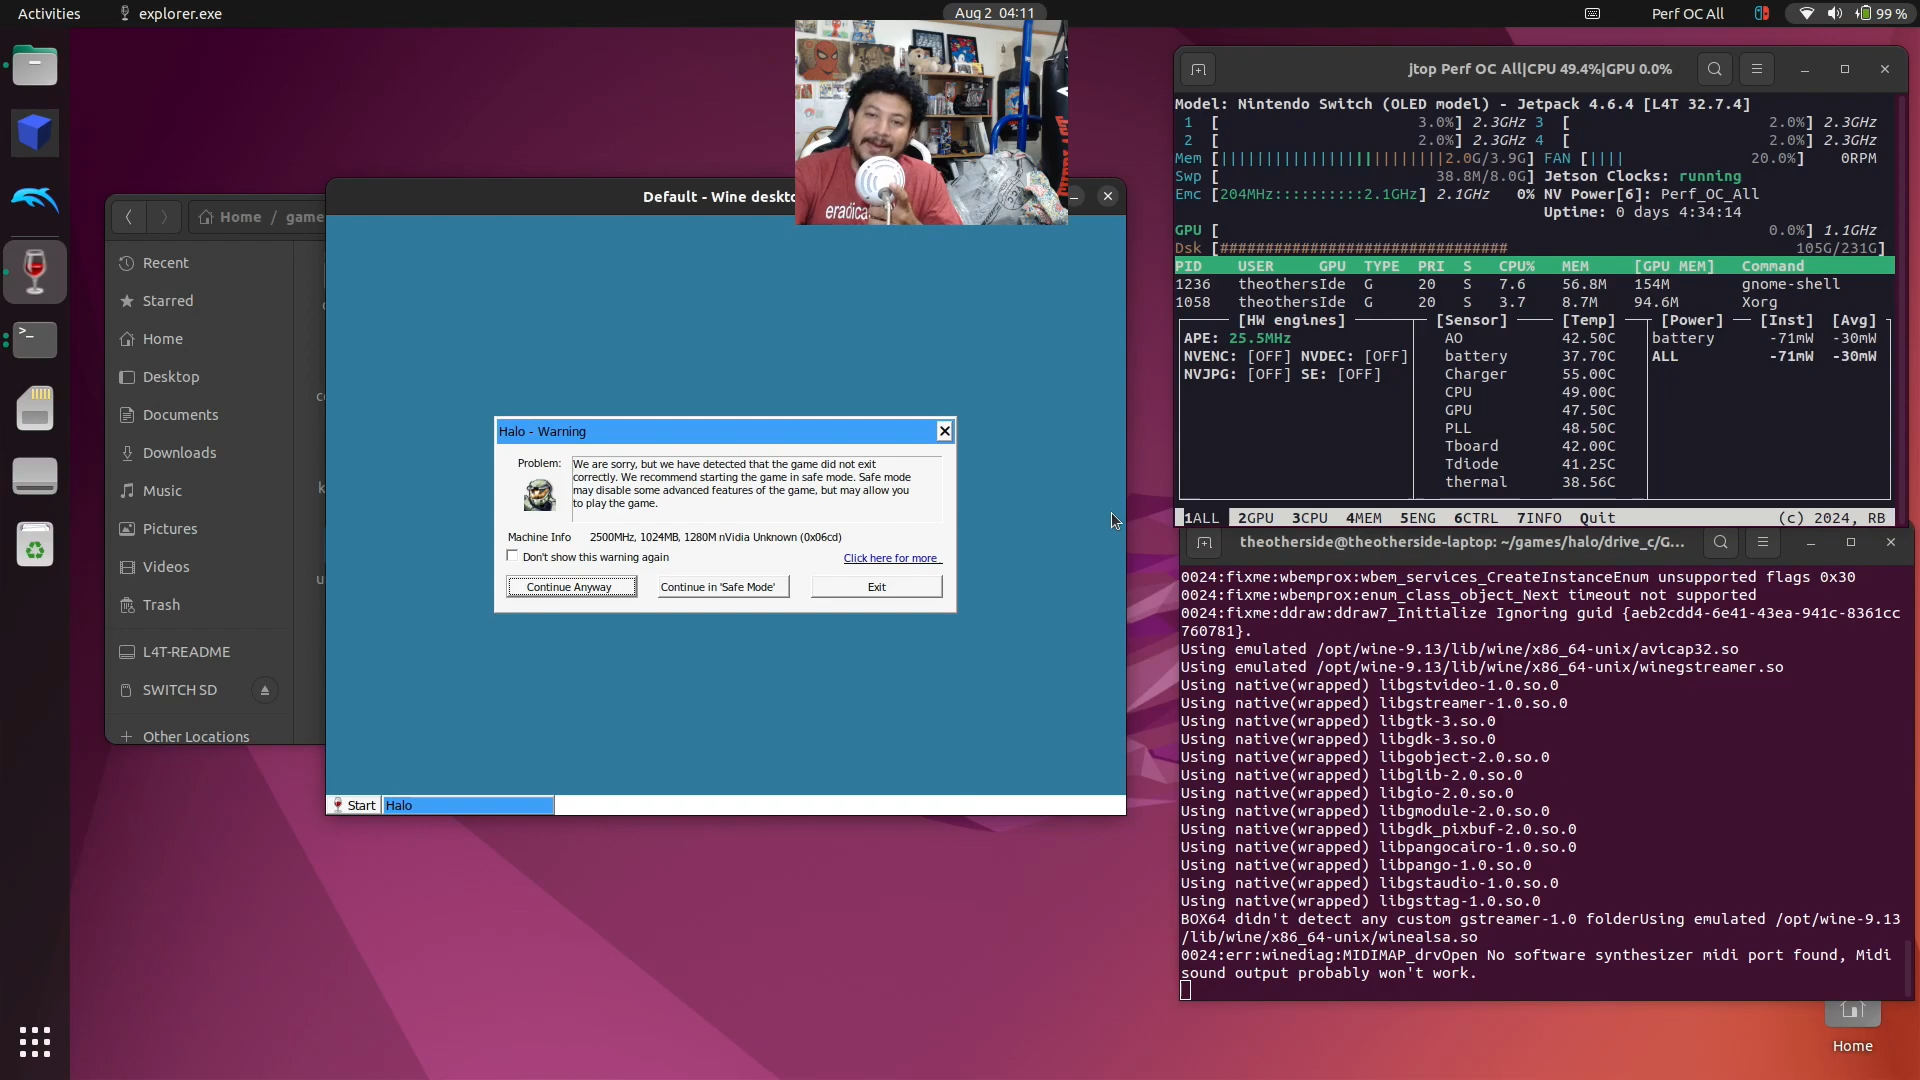 Activities
explorer.exe
Aug 2 04:11
Perf OC All
99 %
Home / game
Recent
Starred
Home
Desktop
Documents
Downloads
Music
Pictures
Videos
Trash
L4T-README
SWITCH SD
Other Locations
Default - Wine deskto
eradica
Halo - Warning
Problem:
We are sorry, but we have detected that the game did not exit
correctly. We recommend starting the game in safe mode. Safe mode
may disable some advanced features of the game, but may allow you
to play the game.
Machine Info 2500MHz, 1024MB, 1280M nVidia Unknown (0x06cd)
Don't show this warning again
Click here for more
Continue Anyway
Continue in 'Safe Mode'
Exit
Start
Halo
jtop Perf OC All|CPU 49.4%|GPU 0.0%
Model: Nintendo Switch (OLED model) - Jetpack 4.6.4 [L4T 32.7.4]
1 [ 3.0%] 2.3GHz 3 [ 2.0%] 2.3GHz
2 [ 2.0%] 2.3GHz 4 [ 2.0%] 2.3GHz
Mem [||||||||||||||||||||||||2.0G/3.9G] FAN [|||| 20.0%] 0RPM
Swp [ 38.8M/8.0G] Jetson Clocks: running
Emc [204MHz::::::::::2.1GHz] 2.1GHz 0% NV Power[6]: Perf_OC_All
Uptime: 0 days 4:34:14
GPU [ 0.0%] 1.1GHz
Dsk [################################ 105G/231G]
PID USER GPU TYPE PRI S CPU% MEM [GPU MEM] Command
1236 theothersIde G 20 S 7.6 56.8M 154M gnome-shell
1058 theothersIde G 20 S 3.7 8.7M 94.6M Xorg
[HW engines] [Sensor] [Temp] [Power] [Inst] [Avg]
APE: 25.5MHz AO 42.50C battery -71mW -30mW
NVENC: [OFF] NVDEC: [OFF] battery 37.70C ALL -71mW -30mW
NVJPG: [OFF] SE: [OFF] Charger 55.00C
CPU 49.00C
GPU 47.50C
PLL 48.50C
Tboard 42.00C
Tdiode 41.25C
thermal 38.56C
1ALL 2GPU 3CPU 4MEM 5ENG 6CTRL 7INFO Quit (c) 2024, RB
theotherside@theotherside-laptop: ~/games/halo/drive_c/G...
0024:fixme:wbemprox:wbem_services_CreateInstanceEnum unsupported flags 0x30
0024:fixme:wbemprox:enum_class_object_Next timeout not supported
0024:fixme:ddraw:ddraw7_Initialize Ignoring guid {aeb2cdd4-6e41-43ea-941c-8361cc
760781}.
Using emulated /opt/wine-9.13/lib/wine/x86_64-unix/avicap32.so
Using emulated /opt/wine-9.13/lib/wine/x86_64-unix/winegstreamer.so
Using native(wrapped) libgstvideo-1.0.so.0
Using native(wrapped) libgstreamer-1.0.so.0
Using native(wrapped) libgtk-3.so.0
Using native(wrapped) libgdk-3.so.0
Using native(wrapped) libgobject-2.0.so.0
Using native(wrapped) libglib-2.0.so.0
Using native(wrapped) libgio-2.0.so.0
Using native(wrapped) libgmodule-2.0.so.0
Using native(wrapped) libgdk_pixbuf-2.0.so.0
Using native(wrapped) libpangocairo-1.0.so.0
Using native(wrapped) libpango-1.0.so.0
Using native(wrapped) libgstaudio-1.0.so.0
Using native(wrapped) libgsttag-1.0.so.0
BOX64 didn't detect any custom gstreamer-1.0 folderUsing emulated /opt/wine-9.13
/lib/wine/x86_64-unix/winealsa.so
0024:err:winediag:MIDIMAP_drvOpen No software synthesizer midi port found, Midi
sound output probably won't work.
Home